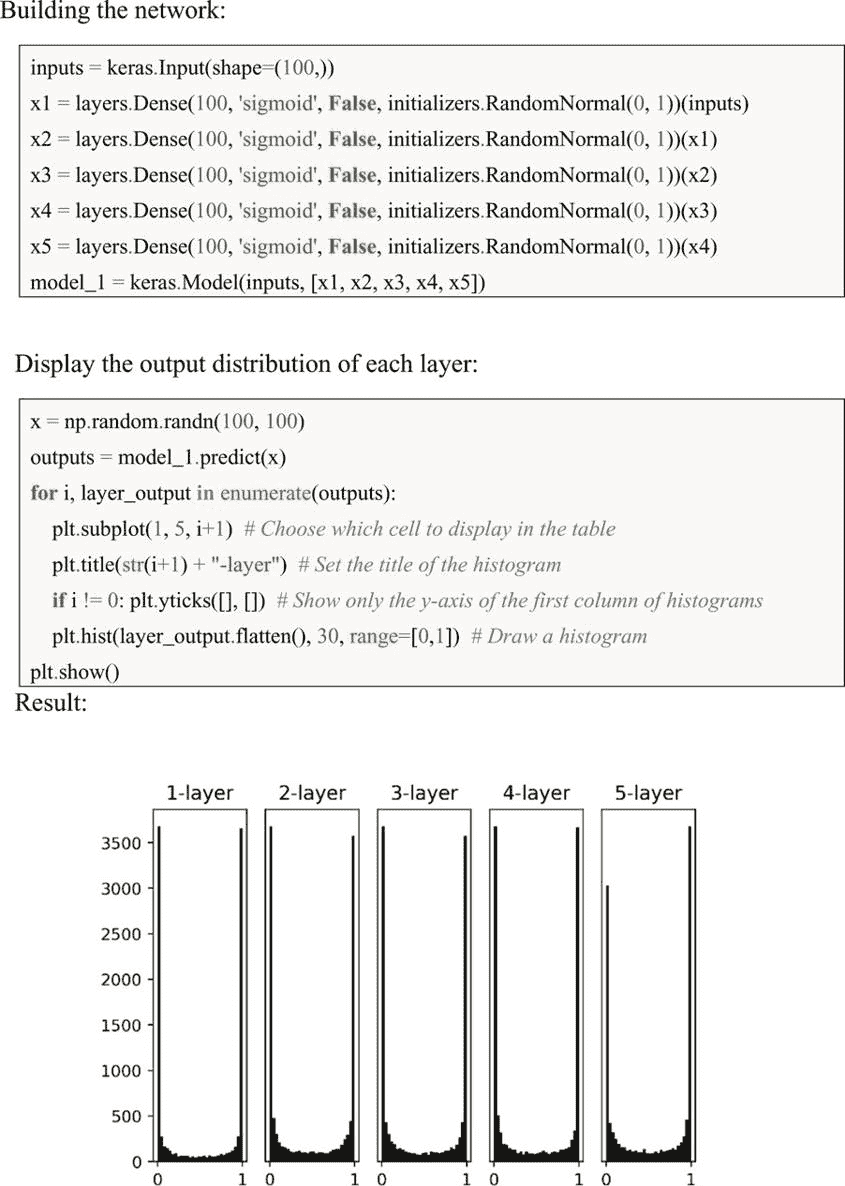 Building the network:
inputs = keras.Input(shape=(100,))
x1 = layers.Dense(100, 'sigmoid', False, initializers.RandomNormal(0, 1))(inputs)
x2 = layers.Dense(100, 'sigmoid', False, initializers.RandomNormal(0, 1))(x1)
x3 = layers.Dense(100, 'sigmoid', False, initializers.RandomNormal(0, 1))(x2)
x4 = layers.Dense(100, 'sigmoid', False, initializers.RandomNormal(0, 1))(x3)
x5 = layers.Dense(100, 'sigmoid', False, initializers.RandomNormal(0, 1))(x4)
model_1 = keras.Model(inputs, [x1, x2, x3, x4, x5])
Display the output distribution of each layer:
x = np.random.randn(100, 100)
outputs = model_1.predict(x)
for i, layer_output in enumerate(outputs):
    plt.subplot(1, 5, i+1)  # Choose which cell to display in the table
    plt.title(str(i+1) + "-layer")  # Set the title of the histogram
    if i != 0: plt.yticks([], [])  # Show only the y-axis of the first column of histograms
    plt.hist(layer_output.flatten(), 30, range=[0,1])  # Draw a histogram
plt.show()
Result:
1-layer 2-layer 3-layer 4-layer 5-layer
3500
3000
2500
2000
1500
1000
500
0
0 1 0 1 0 1 0 1 0 1